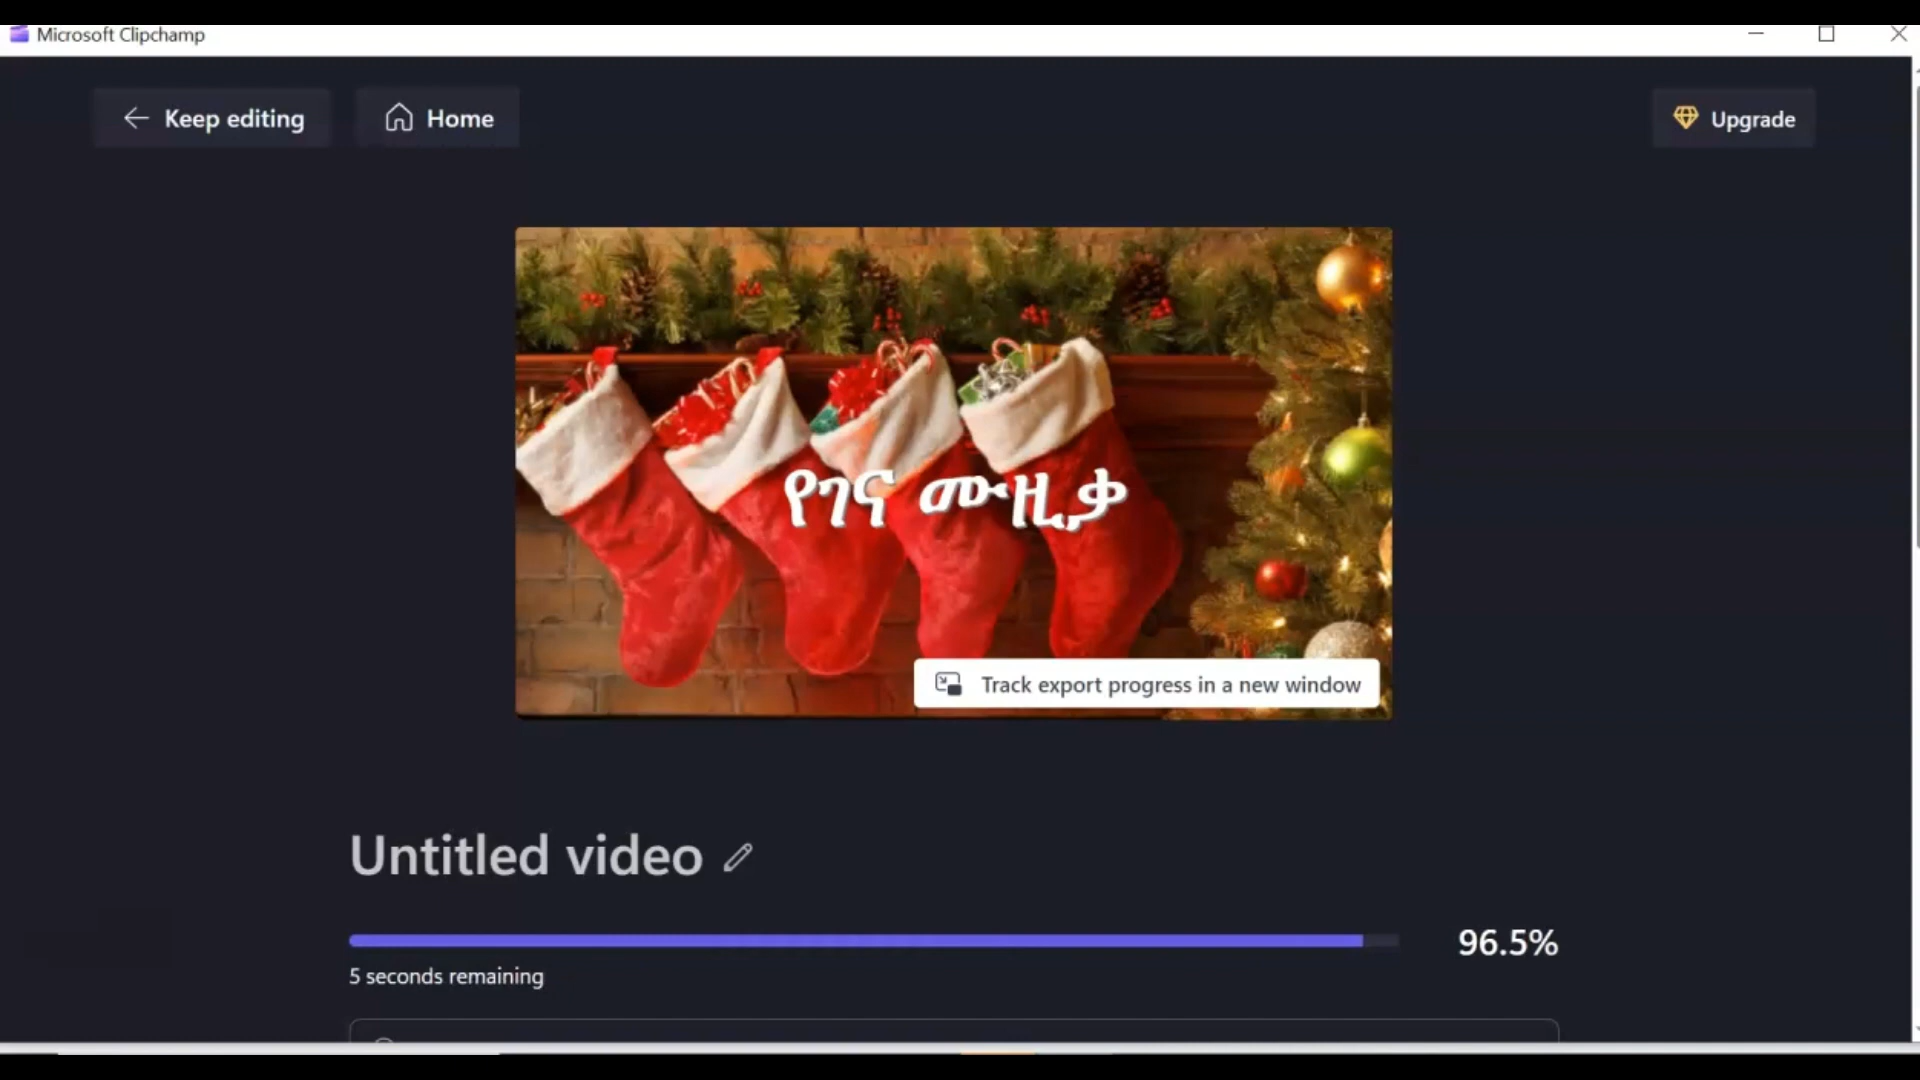 Microsoft Clipchamp
Keep editing
Home
Upgrade
የገና ሙዚቃ
Track export progress in a new window
Untitled video
96.5%
5 seconds remaining